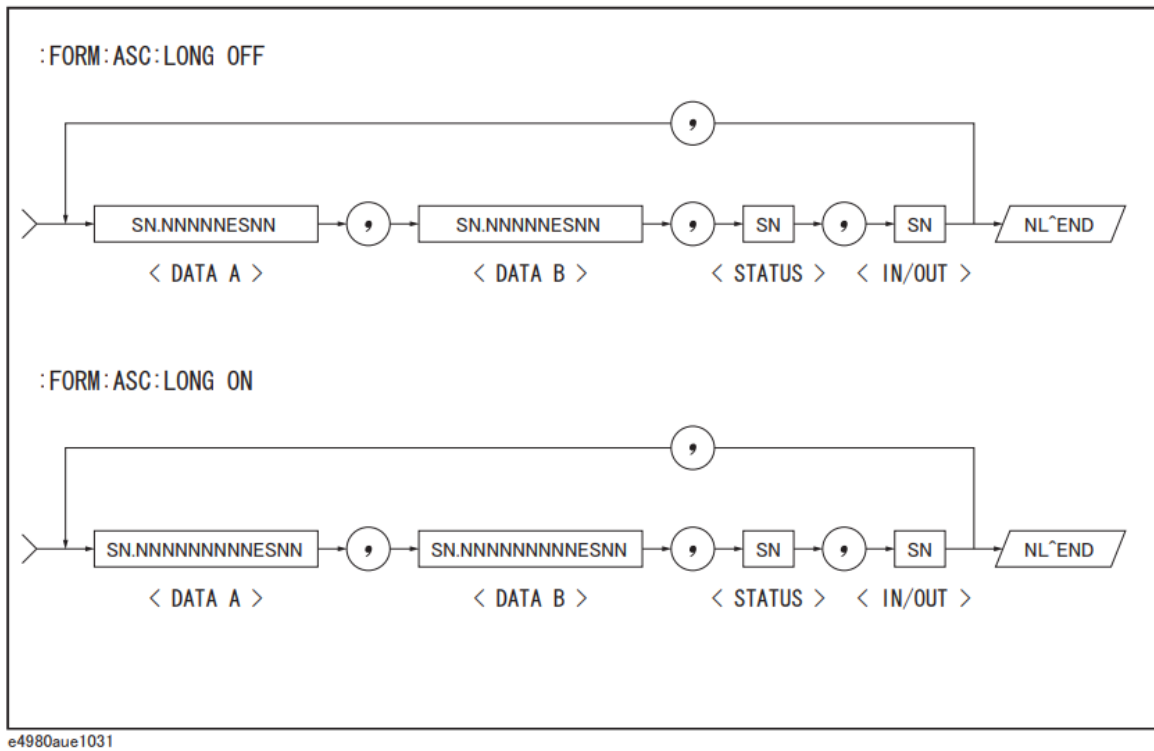 :FORM:ASC:LONG OFF
,
SN.NNNNNESNN , SN.NNNNNESNN , SN , SN NL^END
< DATA A > < DATA B > < STATUS > < IN/OUT >
:FORM:ASC:LONG ON
,
SN.NNNNNNNNNESNN , SN.NNNNNNNNNESNN , SN , SN NL^END
< DATA A > < DATA B > < STATUS > < IN/OUT >
e4980aue1031